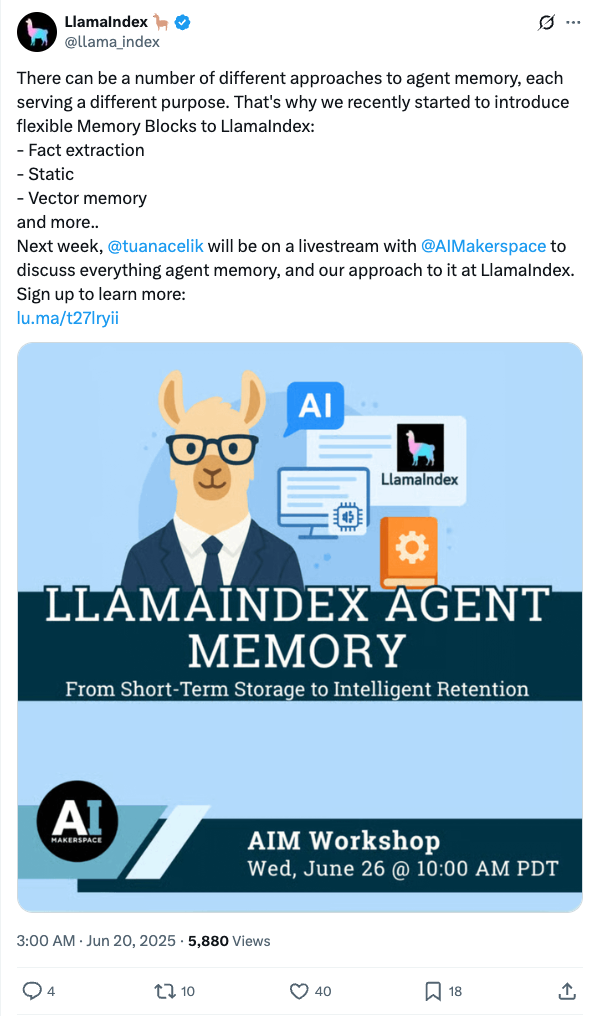 LlamaIndex 🦙
@llama_index
There can be a number of different approaches to agent memory, each
serving a different purpose. That's why we recently started to introduce
flexible Memory Blocks to LlamaIndex:
- Fact extraction
- Static
- Vector memory
and more..
Next week, @tuanacelik will be on a livestream with @AIMakerspace to
discuss everything agent memory, and our approach to it at LlamaIndex.
Sign up to learn more:
lu.ma/t27lryii
AI
LlamaIndex
LLAMAINDEX AGENT
MEMORY
From Short-Term Storage to Intelligent Retention
AI
MAKERSPACE
AIM Workshop
Wed, June 26 @ 10:00 AM PDT
3:00 AM · Jun 20, 2025 · 5,880 Views
4 10 40 18